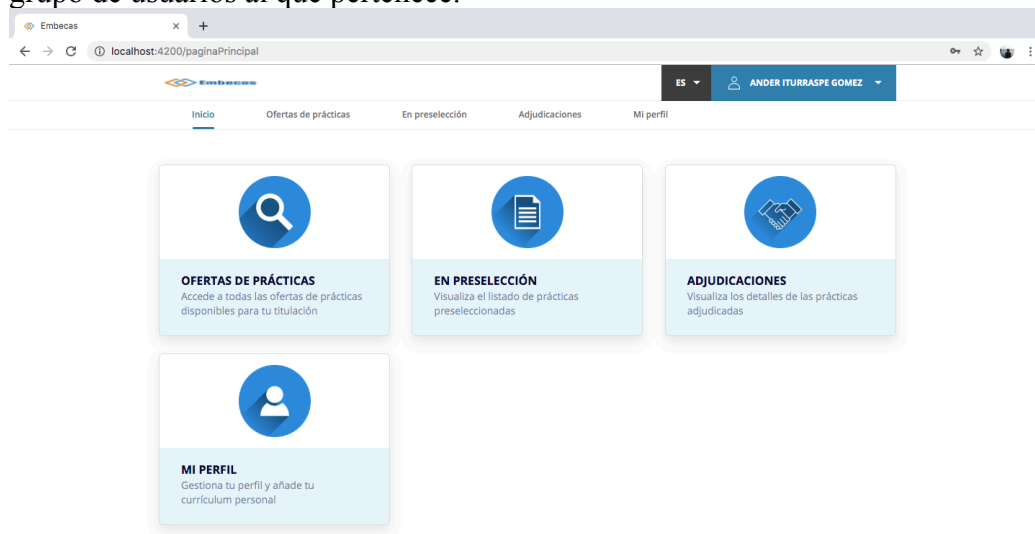 grupo de usuarios al que pertenece.
Embecas
localhost:4200/paginaPrincipal
Embecas
ES
ANDER ITURRASPE GOMEZ
Inicio Ofertas de prácticas En preselección Adjudicaciones Mi perfil
OFERTAS DE PRÁCTICAS
Accede a todas las ofertas de prácticas
disponibles para tu titulación
EN PRESELECCIÓN
Visualiza el listado de prácticas
preseleccionadas
ADJUDICACIONES
Visualiza los detalles de las prácticas
adjudicadas
MI PERFIL
Gestiona tu perfil y añade tu
currículum personal